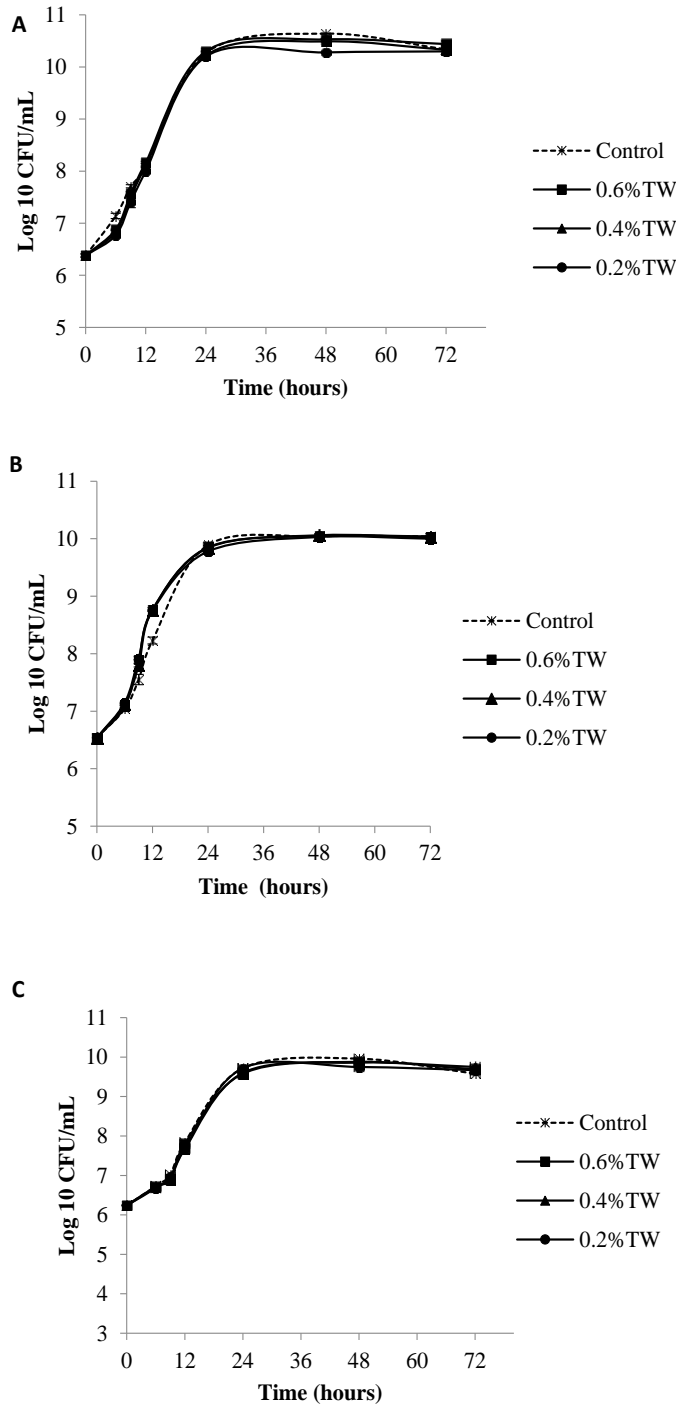 A
11
10
9
8
7
6
5
0 12 24 36 48 60 72
Log 10 CFU/mL
Time (hours)
Control
0.6%TW
0.4%TW
0.2%TW
B
11
10
9
8
7
6
5
0 12 24 36 48 60 72
Log 10 CFU/mL
Time (hours)
Control
0.6%TW
0.4%TW
0.2%TW
C
11
10
9
8
7
6
5
4
3
0 12 24 36 48 60 72
Log 10 CFU/mL
Time (hours)
Control
0.6%TW
0.4%TW
0.2%TW